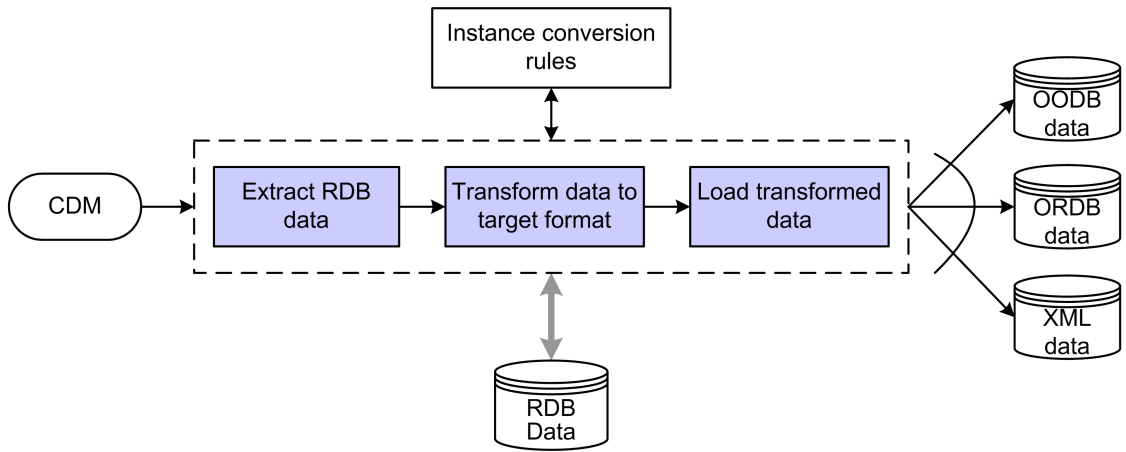 Instance conversion
rules
CDM
Extract RDB
data
Transform data to
target format
Load transformed
data
OODB
data
ORDB
data
XML
data
RDB
Data